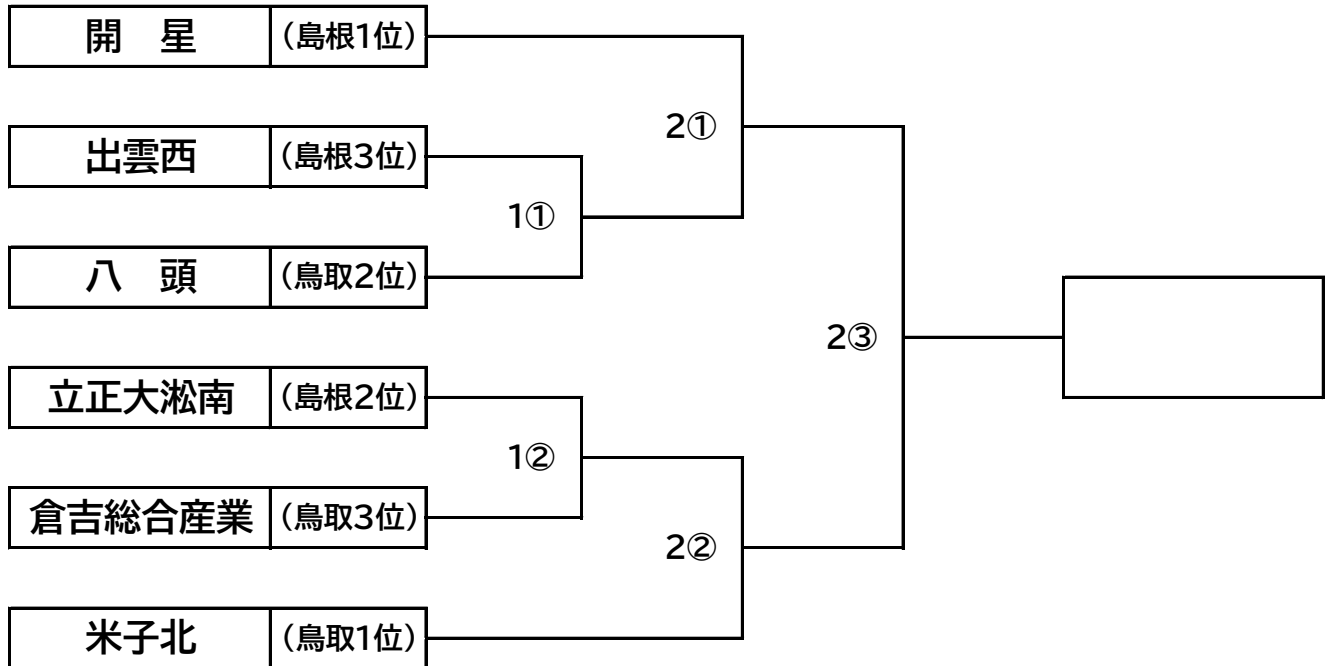 開　星 (島根1位)
2①
出雲西 (島根3位)
1①
八　頭 (鳥取2位)
2③
立正大淞南 (島根2位)
1②
倉吉総合産業 (鳥取3位)
2②
米子北 (鳥取1位)